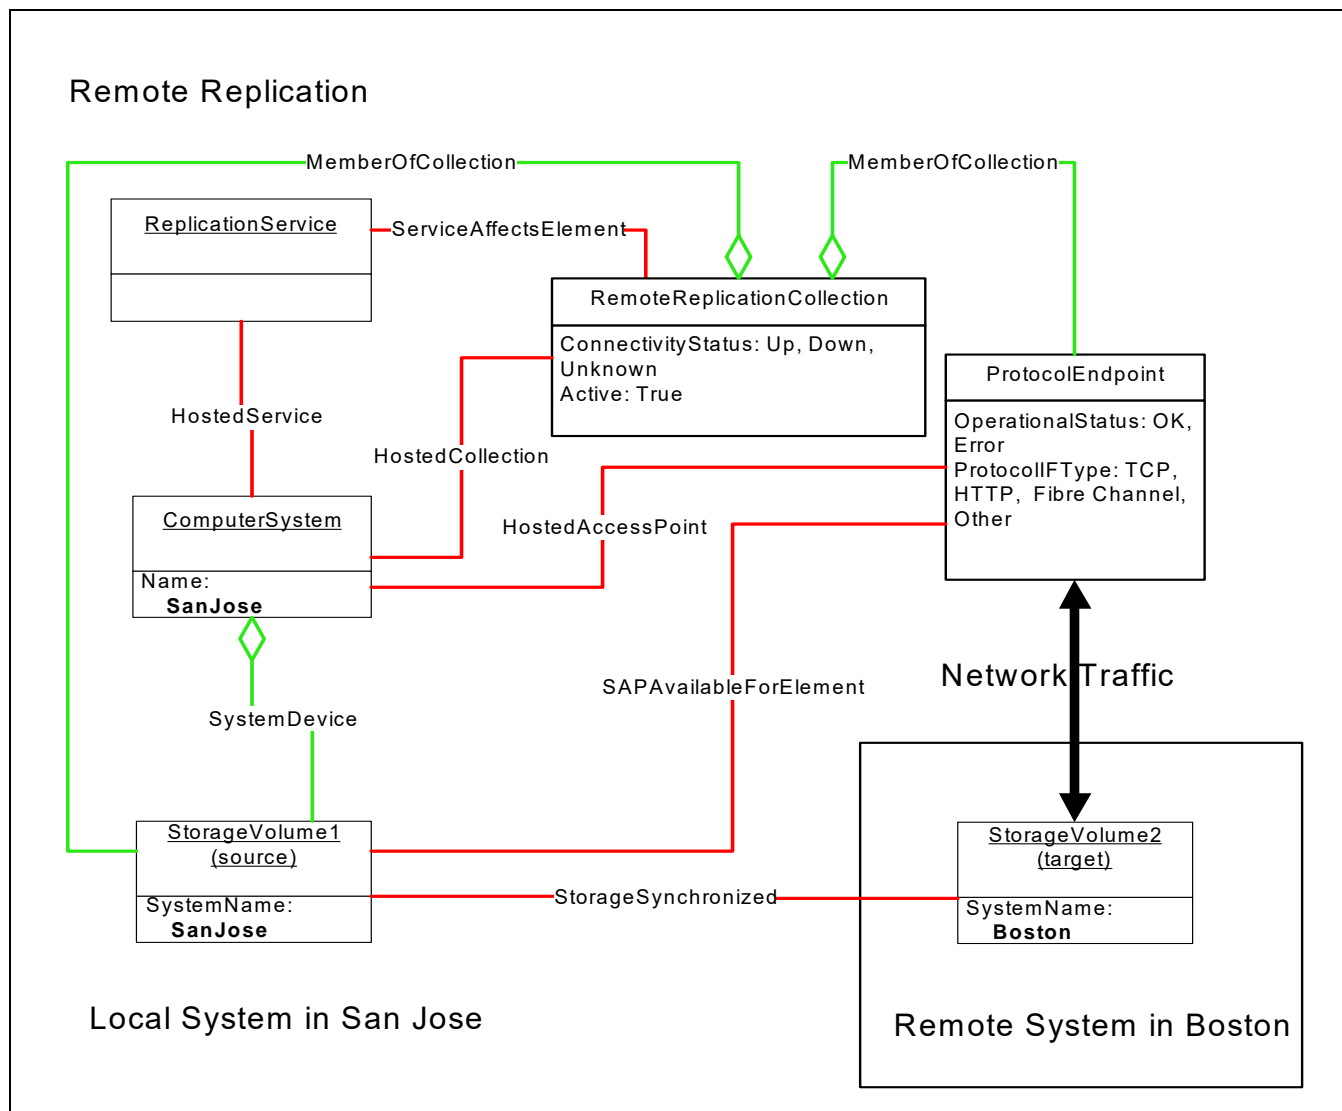 Remote Replication
MemberOfCollection
MemberOfCollection
ReplicationService
ServiceAffectsElement
RemoteReplicationCollection
ConnectivityStatus: Up, Down,
Unknown
Active: True
ProtocolEndpoint
OperationalStatus: OK,
Error
ProtocolIFType: TCP,
HTTP, Fibre Channel,
Other
HostedService
HostedCollection
ComputerSystem
Name:
SanJose
HostedAccessPoint
SystemDevice
SAPAvailableForElement
Network Traffic
StorageVolume1
(source)
SystemName:
SanJose
StorageSynchronized
StorageVolume2
(target)
SystemName:
Boston
Local System in San Jose
Remote System in Boston